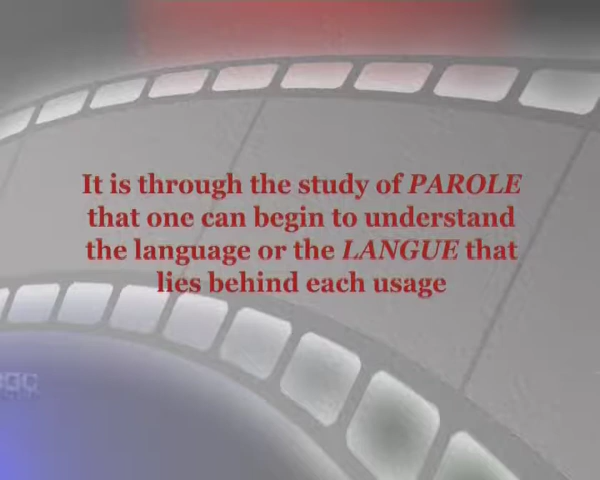 It is through the study of PAROLE
that one can begin to understand
the language or the LANGUE that
lies behind each usage